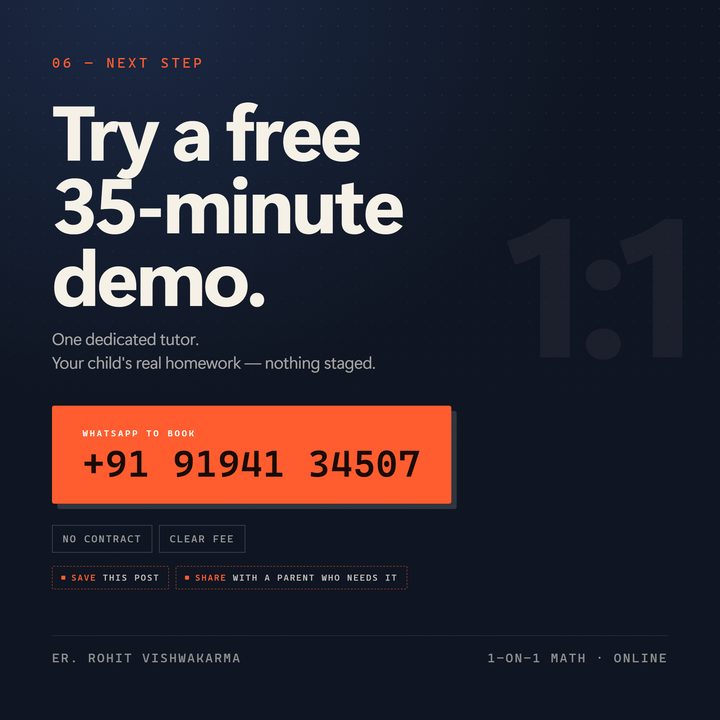 06 — NEXT STEP
Try a free
35-minute
demo.
1:1
One dedicated tutor.
Your child's real homework — nothing staged.
WHATSAPP TO BOOK
+91 91941 34507
NO CONTRACT
CLEAR FEE
SAVE THIS POST
SHARE WITH A PARENT WHO NEEDS IT
ER. ROHIT VISHWAKARMA
1-ON-1 MATH · ONLINE